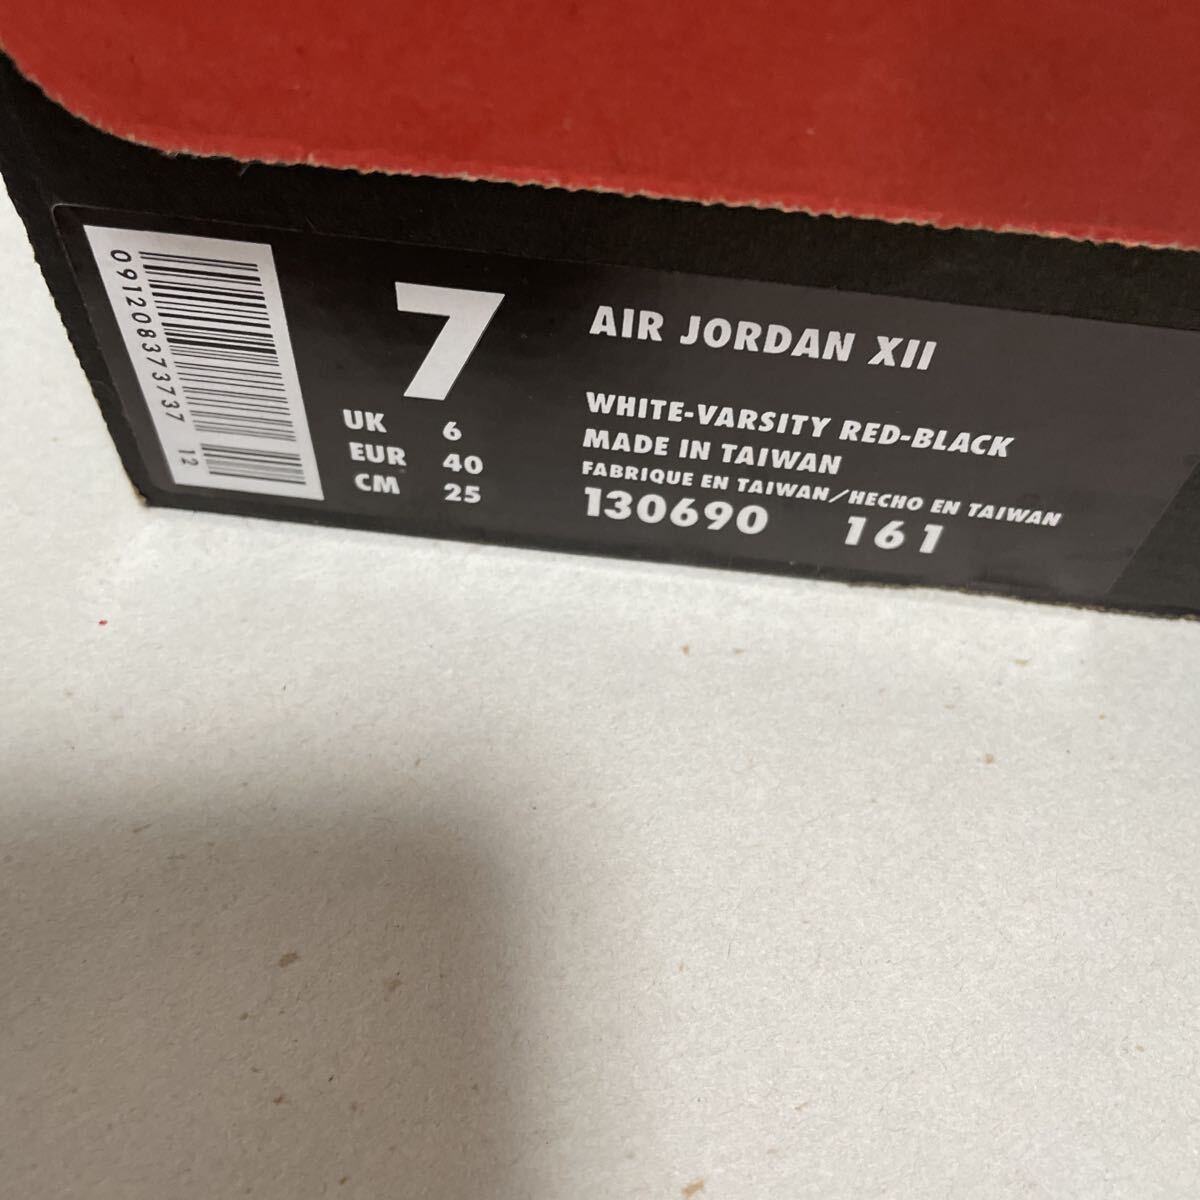 091208373737 12
7
UK 6
EUR 40
CM 25
AIR JORDAN XII
WHITE-VARSITY RED-BLACK
MADE IN TAIWAN
FABRIQUE EN TAIWAN/HECHO EN TAIWAN
130690 161